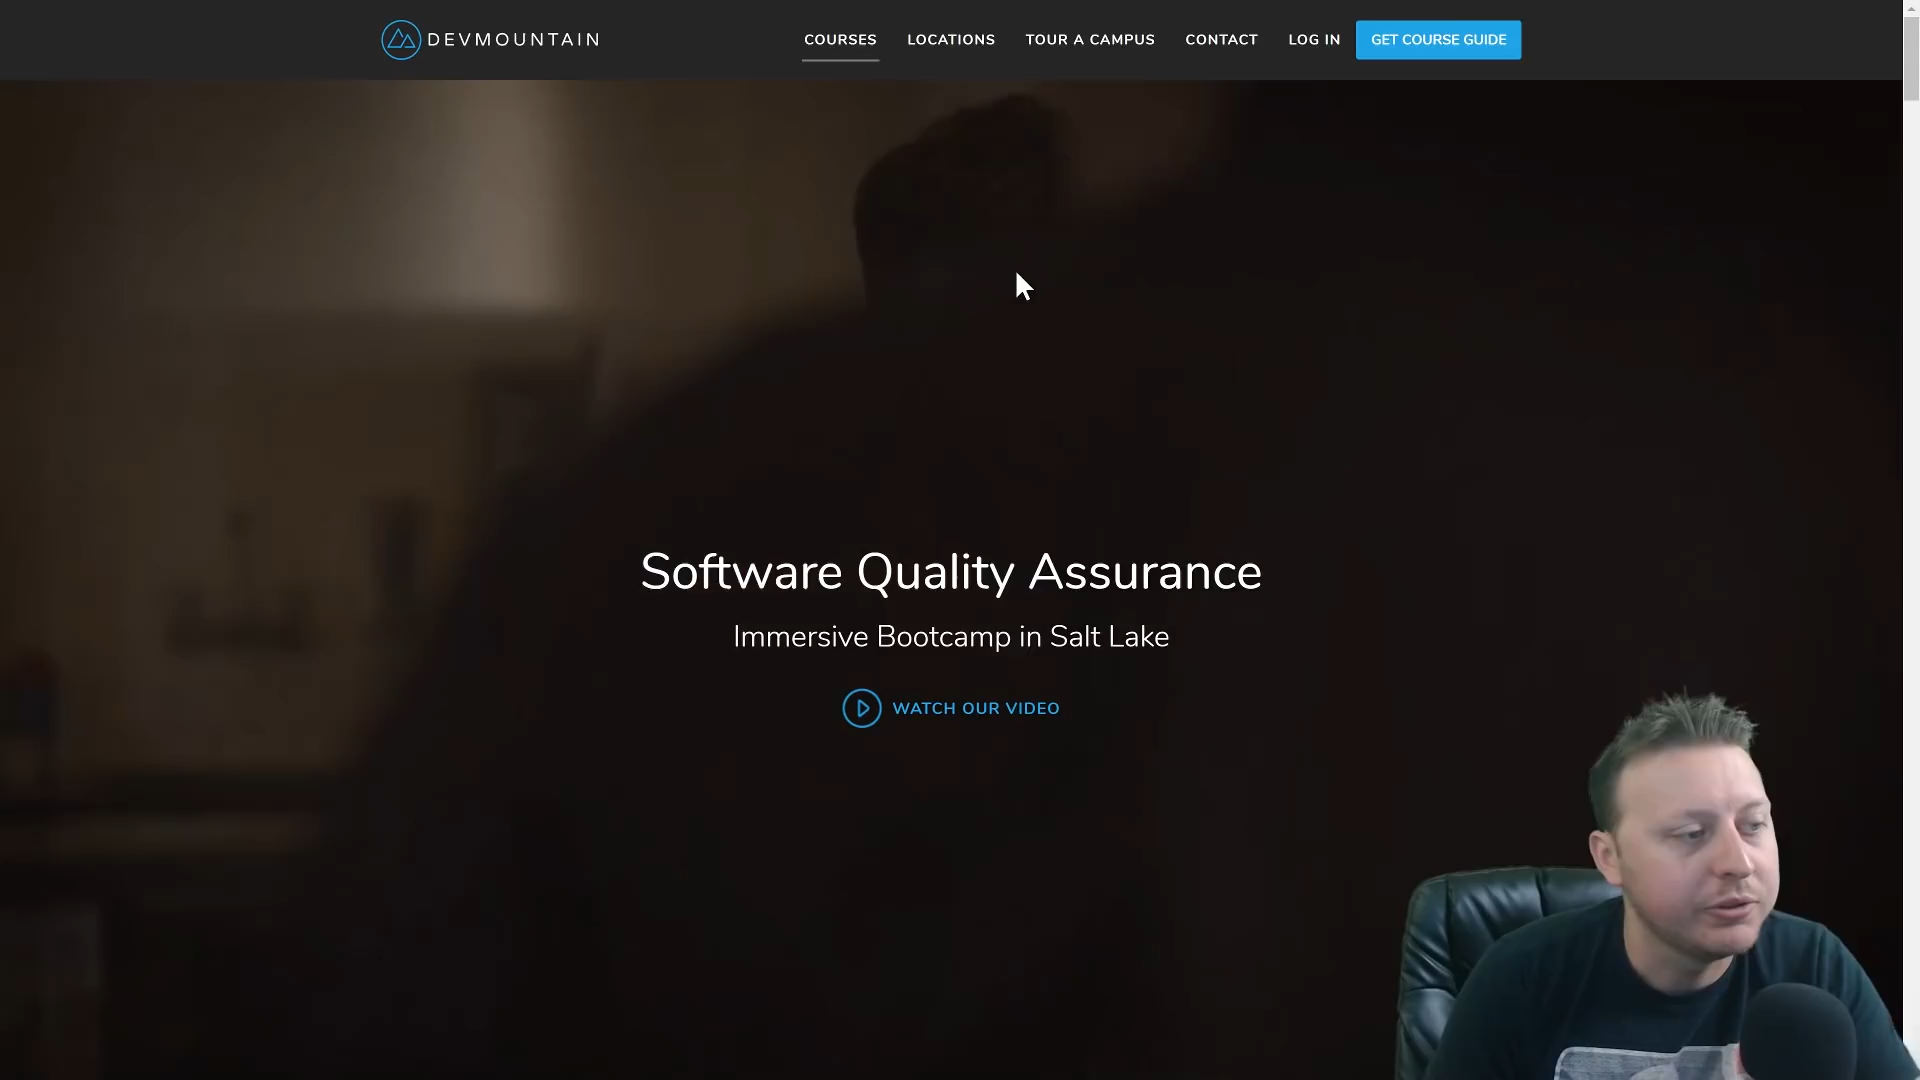 DEVMOUNTAIN
COURSES
LOCATIONS
TOUR A CAMPUS
CONTACT
LOG IN
GET COURSE GUIDE
Software Quality Assurance
Immersive Bootcamp in Salt Lake
WATCH OUR VIDEO